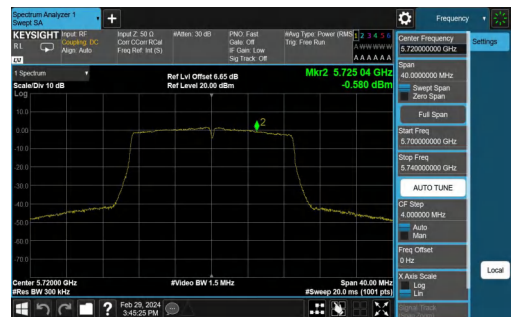 Spectrum Analyzer 1
Swept SA
Frequency
KEYSIGHT
Input: RF
Coupling: DC
Align: Auto
Input Z: 50 Ω
Corr CCorr RCal
Freq Ref: Int (S)
#Atten: 30 dB
PNO: Fast
Gate: Off
IF Gain: Low
Sig Track: Off
#Avg Type: Power (RMS
Trig: Free Run
1 2 3 4 5 6
A W W W W W
A A A A A A
RL
LV
1 Spectrum
Scale/Div 10 dB
Log
Ref Lvl Offset 6.65 dB
Ref Level 20.00 dBm
Mkr2 5.725 04 GHz
-0.580 dBm
2
10.0
0.00
-10.0
-20.0
-30.0
-40.0
-50.0
-60.0
-70.0
Center 5.72000 GHz
#Res BW 300 kHz
#Video BW 1.5 MHz
Span 40.00 MHz
#Sweep 20.0 ms (1001 pts)
Feb 29, 2024
3:45:25 PM
Center Frequency
5.720000000 GHz
Span
40.0000000 MHz
Swept Span
Zero Span
Full Span
Start Freq
5.700000000 GHz
Stop Freq
5.740000000 GHz
AUTO TUNE
CF Step
4.000000 MHz
Auto
Man
Freq Offset
0 Hz
X Axis Scale
Log
Lin
Signal Track
Settings
Local